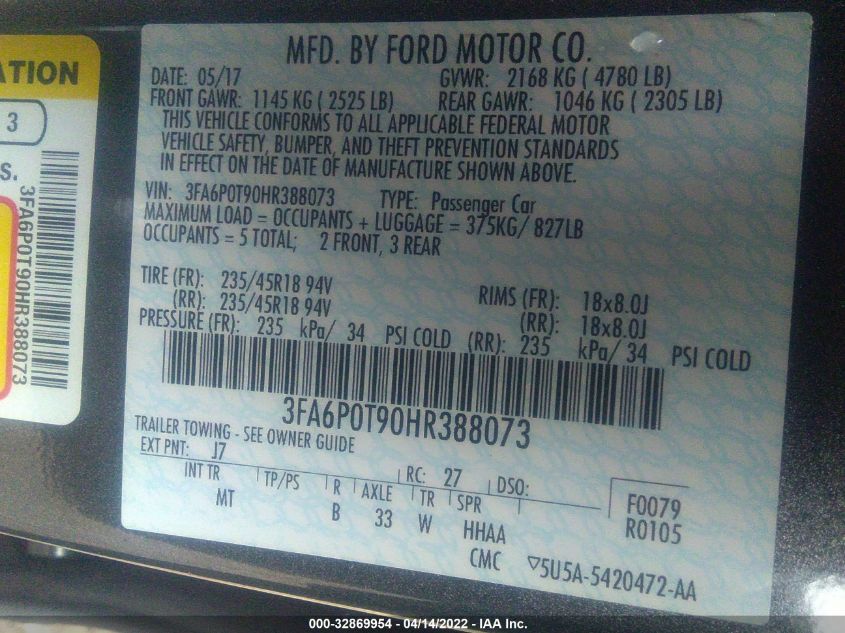 ATION
3
S.
3FA6P0T90HR388073
MFD. BY FORD MOTOR CO.
DATE: 05/17 GVWR: 2168 KG ( 4780 LB)
FRONT GAWR: 1145 KG ( 2525 LB) REAR GAWR: 1046 KG ( 2305 LB)
THIS VEHICLE CONFORMS TO ALL APPLICABLE FEDERAL MOTOR
VEHICLE SAFETY, BUMPER, AND THEFT PREVENTION STANDARDS
IN EFFECT ON THE DATE OF MANUFACTURE SHOWN ABOVE.
VIN: 3FA6P0T90HR388073 TYPE: Passenger Car
MAXIMUM LOAD = OCCUPANTS + LUGGAGE = 375KG/ 827LB
OCCUPANTS = 5 TOTAL; 2 FRONT, 3 REAR
TIRE (FR): 235/45R18 94V RIMS (FR): 18x8.0J
(RR): 235/45R18 94V (RR): 18x8.0J
PRESSURE (FR): 235 kPa/ 34 PSI COLD (RR): 235 kPa/ 34 PSI COLD
3FA6P0T90HR388073
TRAILER TOWING - SEE OWNER GUIDE
EXT PNT: J7 RC: 27 DSO:
INT TR TP/PS R AXLE TR SPR F0079
MT B 33 W HHAA R0105
CMC ▽5U5A-5420472-AA
000-32869954 - 04/14/2022 - IAA Inc.